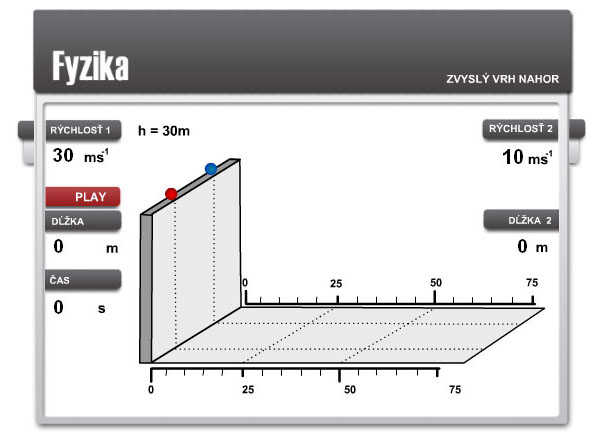 Fyzika
ZVYSLÝ VRH NAHOR
RÝCHLOSŤ 1
h = 30m
RÝCHLOSŤ 2
30 ms⁻¹
10 ms⁻¹
PLAY
DĹŽKA
DĹŽKA 2
0 m
0 m
ČAS
0 s
0 25 50 75
0 25 50 75